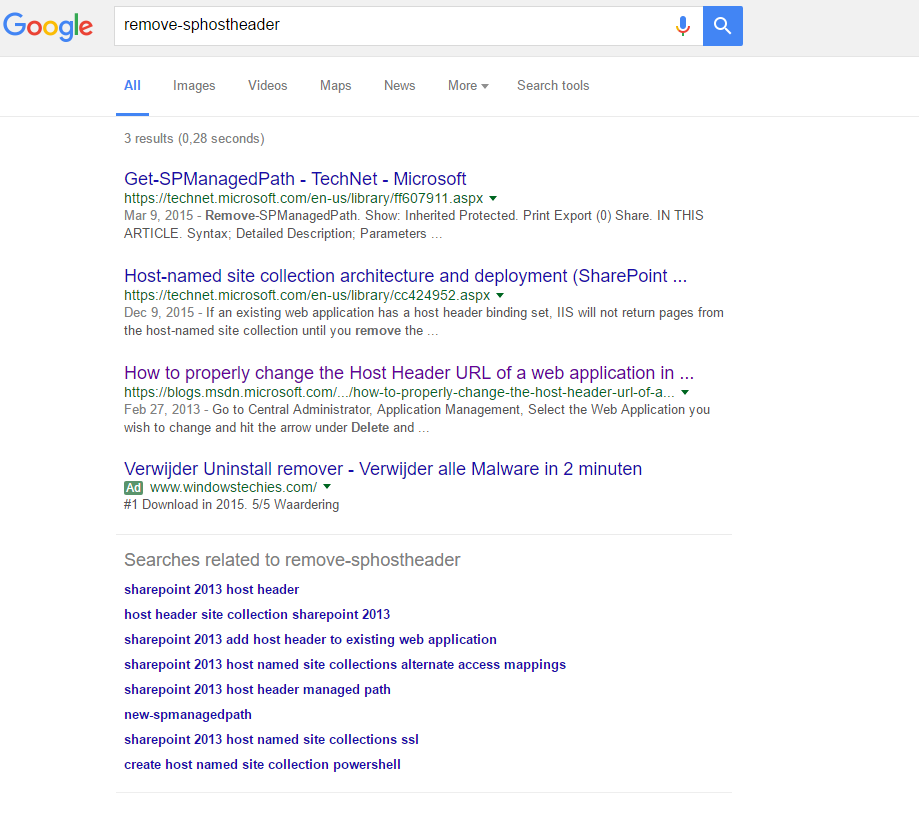 Google
remove-sphostheader
All Images Videos Maps News More Search tools
3 results (0,28 seconds)
Get-SPManagedPath - TechNet - Microsoft
https://technet.microsoft.com/en-us/library/ff607911.aspx
Mar 9, 2015 - Remove-SPManagedPath. Show: Inherited Protected. Print Export (0) Share. IN THIS
ARTICLE. Syntax; Detailed Description; Parameters ...
Host-named site collection architecture and deployment (SharePoint ...
https://technet.microsoft.com/en-us/library/cc424952.aspx
Dec 9, 2015 - If an existing web application has a host header binding set, IIS will not return pages from
the host-named site collection until you remove the ...
How to properly change the Host Header URL of a web application in ...
https://blogs.msdn.microsoft.com/.../how-to-properly-change-the-host-header-url-of-a...
Feb 27, 2013 - Go to Central Administrator, Application Management, Select the Web Application you
wish to change and hit the arrow under Delete and ...
Verwijder Uninstall remover - Verwijder alle Malware in 2 minuten
Ad www.windowstechies.com/
#1 Download in 2015. 5/5 Waardering
Searches related to remove-sphostheader
sharepoint 2013 host header
host header site collection sharepoint 2013
sharepoint 2013 add host header to existing web application
sharepoint 2013 host named site collections alternate access mappings
sharepoint 2013 host header managed path
new-spmanagedpath
sharepoint 2013 host named site collections ssl
create host named site collection powershell